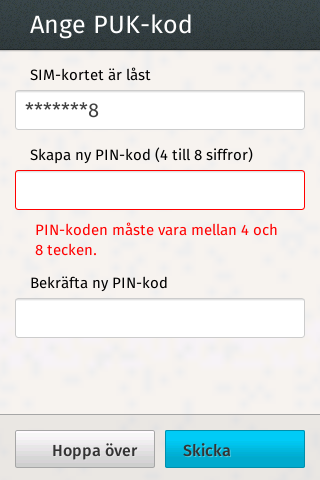 Ange PUK-kod
SIM-kortet är låst
*******8
Skapa ny PIN-kod (4 till 8 siffror)
PIN-koden måste vara mellan 4 och
8 tecken.
Bekräfta ny PIN-kod
Hoppa över
Skicka